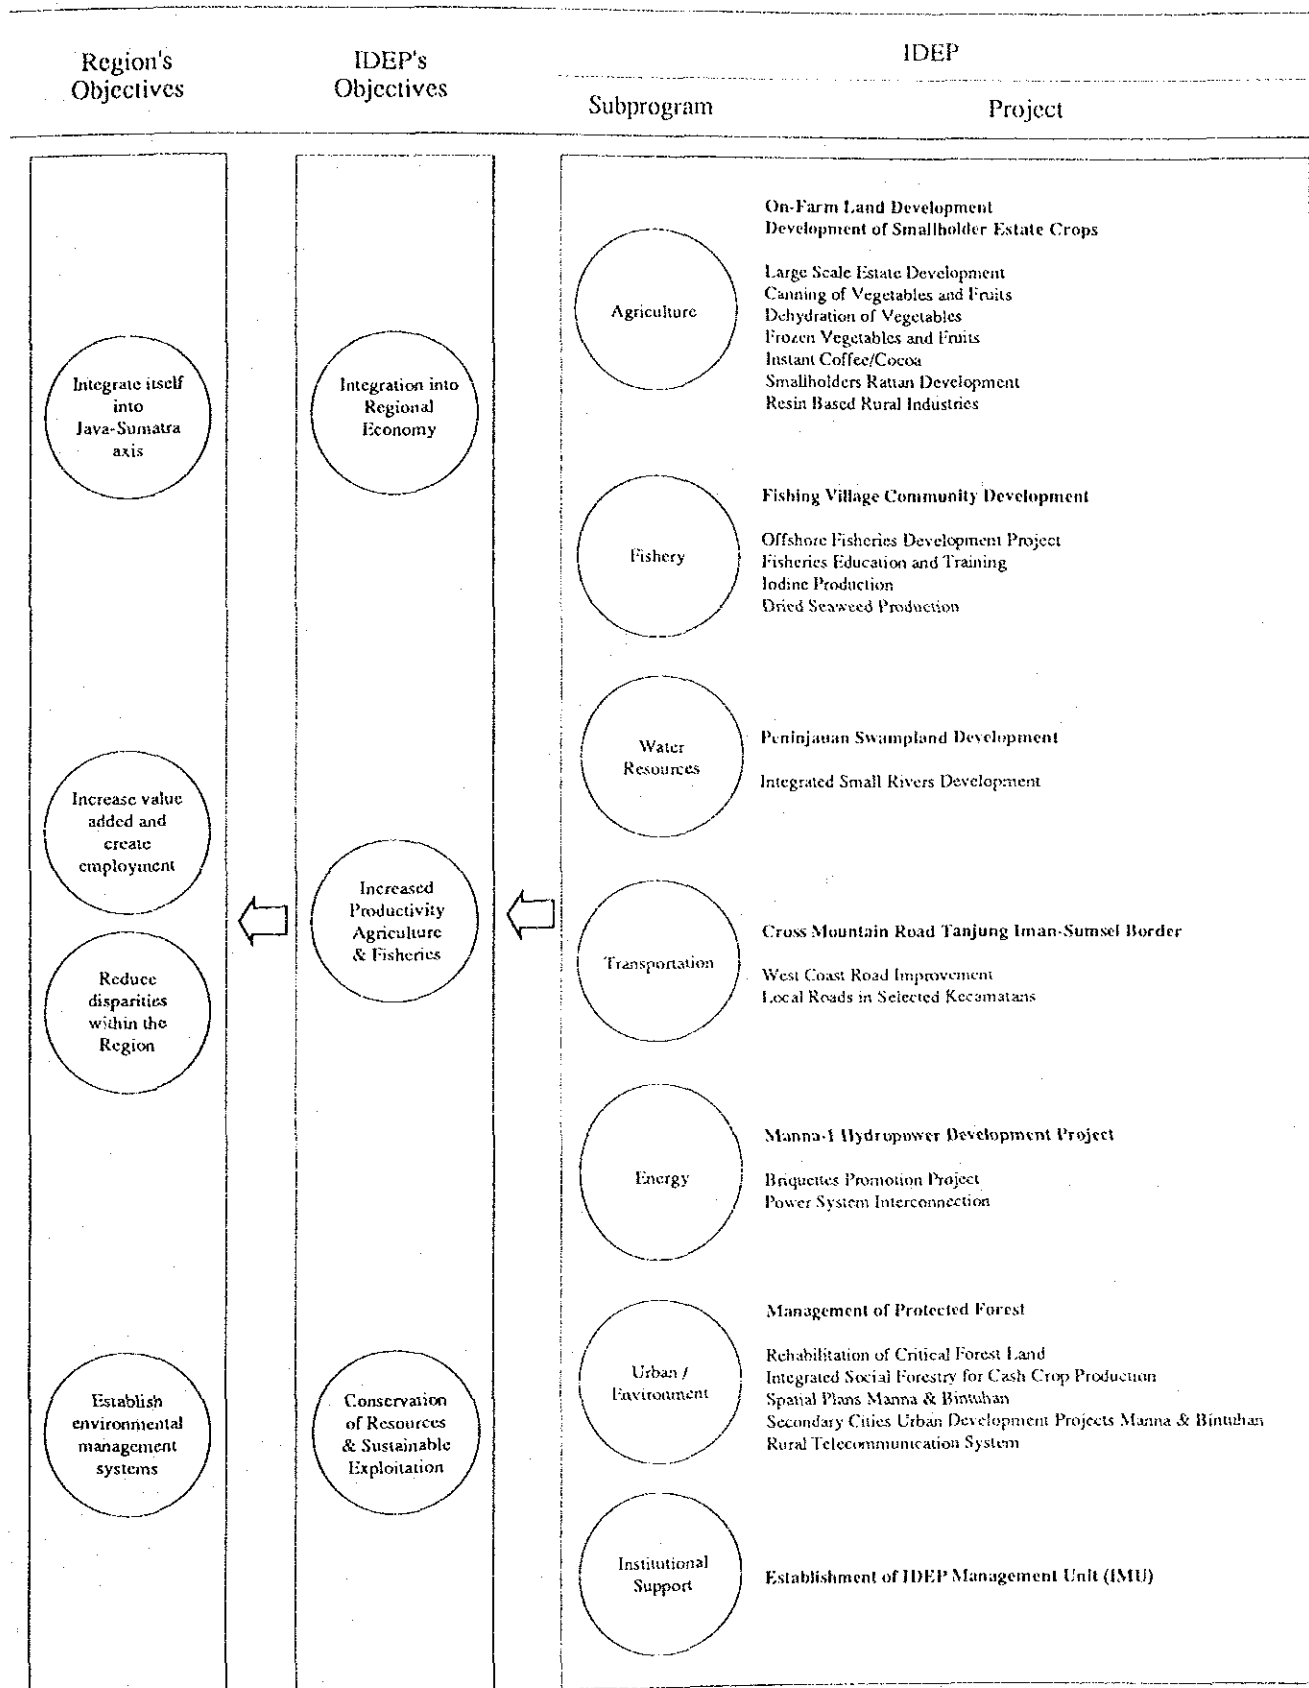 Region's
Objectives
IDEP's
Objectives
IDEP
Subprogram
Project
Integrate itself
into
Java-Sumatra
axis
Increase value
added and
create
employment
Reduce
disparities
within the
Region
Establish
environmental
management
systems
Integration into
Regional
Economy
Increased
Productivity
Agriculture
& Fisheries
Conservation
of Resources
& Sustainable
Exploitation
Agriculture
On-Farm Land Development
Development of Smallholder Estate Crops
Large Scale Estate Development
Canning of Vegetables and Fruits
Dehydration of Vegetables
Frozen Vegetables and Fruits
Instant Coffee/Cocoa
Smallholders Rattan Development
Resin Based Rural Industries
Fishery
Fishing Village Community Development
Offshore Fisheries Development Project
Fisheries Education and Training
Iodine Production
Dried Seaweed Production
Water
Resources
Peninjauan Swampland Development
Integrated Small Rivers Development
Transportation
Cross Mountain Road Tanjung Iman-Sumsel Border
West Coast Road Improvement
Local Roads in Selected Kecamatans
Energy
Manna-1 Hydropower Development Project
Briquettes Promotion Project
Power System Interconnection
Urban /
Environment
Management of Protected Forest
Rehabilitation of Critical Forest Land
Integrated Social Forestry for Cash Crop Production
Spatial Plans Manna & Bintuhan
Secondary Cities Urban Development Projects Manna & Bintuhan
Rural Telecommunication System
Institutional
Support
Establishment of IDEP Management Unit (IMU)